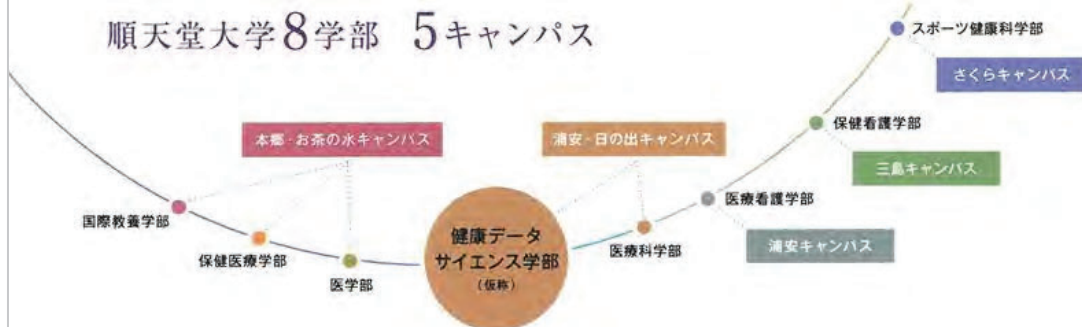 順天堂大学8学部 5キャンパス
スポーツ健康科学部
さくらキャンパス
保健看護学部
三島キャンパス
本郷・お茶の水キャンパス
浦安・日の出キャンパス
医療看護学部
浦安キャンパス
国際教養学部
保健医療学部
医学部
健康データ
サイエンス学部
(仮称)
医療科学部